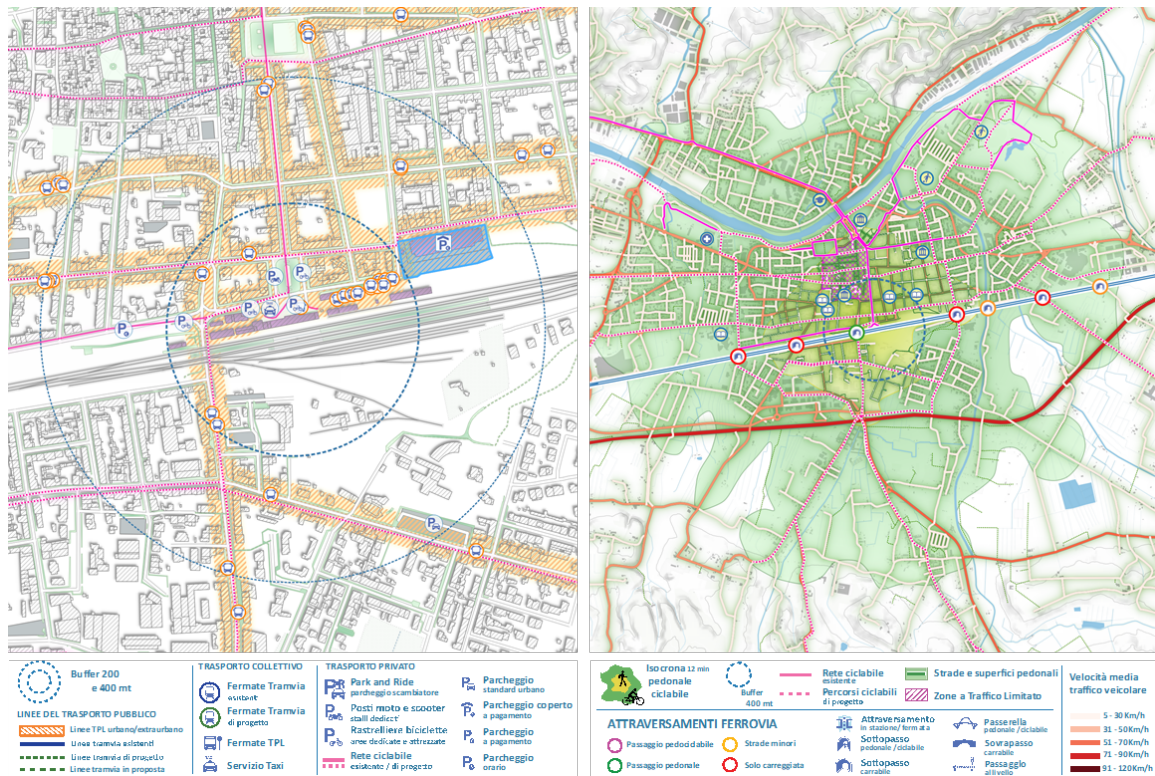 Buffer 200
e 400 mt
LINEE DEL TRASPORTO PUBBLICO
Linee TPL urbano/extraurbano
Linea tramvia esistenti
Linea tramvia di progetto
Linea tramvia in proposta
TRASPORTO COLLETTIVO
Fermate Tramvia
esistenti
Fermate Tramvia
di progetto
Fermate TPL
Servizio Taxi
TRASPORTO PRIVATO
Park and Ride
parcheggio scambiatore
Posti moto e scooter
stalli dedicati
Rastrelliere biciclette
aree dedicate e attrezzate
Rete ciclabile
esistente / di progetto
Parcheggio
standard urbano
Parcheggio coperto
a pagamento
Parcheggio
a pagamento
Parcheggio
orario
Isocrona 12 min
pedonale
ciclabile
Buffer
400 mt
Rete ciclabile
esistente
Percorsi ciclabili
di progetto
Strade e superfici pedonali
Zone a Traffico Limitato
ATTRAVERSAMENTI FERROVIA
Passaggio pedociclabile
Passaggio pedonale
Strade minori
Solo carreggiata
Attraversamento
in stazione/fermata
Sottopasso
pedonale / ciclabile
Sottopasso
carrabile
Passerella
pedonale / ciclabile
Sovrapasso
carrabile
Passaggio
a livello
Velocità media
traffico veicolare
5 - 30 Km/h
31 - 50Km/h
51 - 70Km/h
71 - 90Km/h
91 - 120Km/h